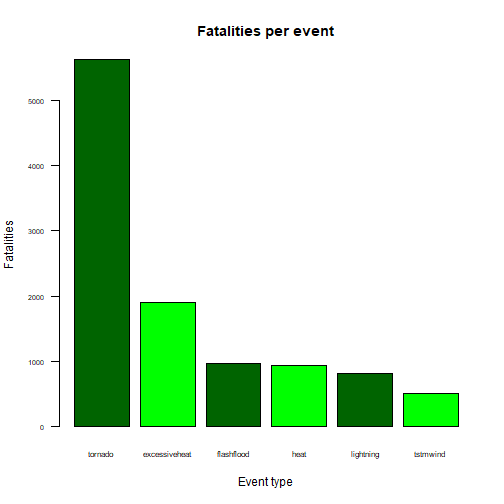 Fatalities per event
Fatalities
5000
4000
3000
2000
1000
0
tornado excessiveheat flashflood heat lightning tstmwind
Event type